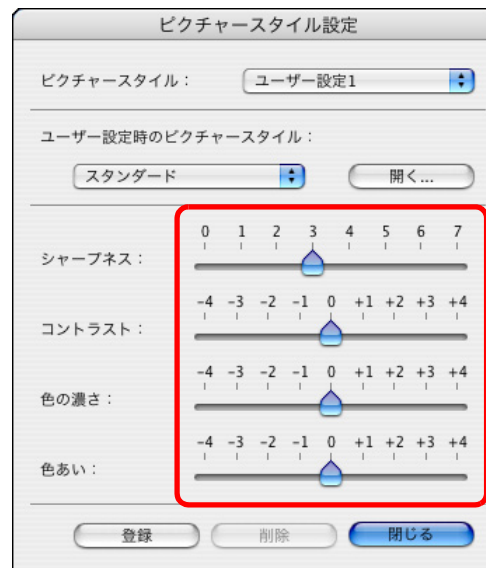 ピクチャースタイル設定
ピクチャースタイル： ユーザー設定1
ユーザー設定時のピクチャースタイル：
スタンダード 開く...
0 1 2 3 4 5 6 7
シャープネス：
-4 -3 -2 -1 0 +1 +2 +3 +4
コントラスト：
-4 -3 -2 -1 0 +1 +2 +3 +4
色の濃さ：
-4 -3 -2 -1 0 +1 +2 +3 +4
色あい：
登録 削除 閉じる